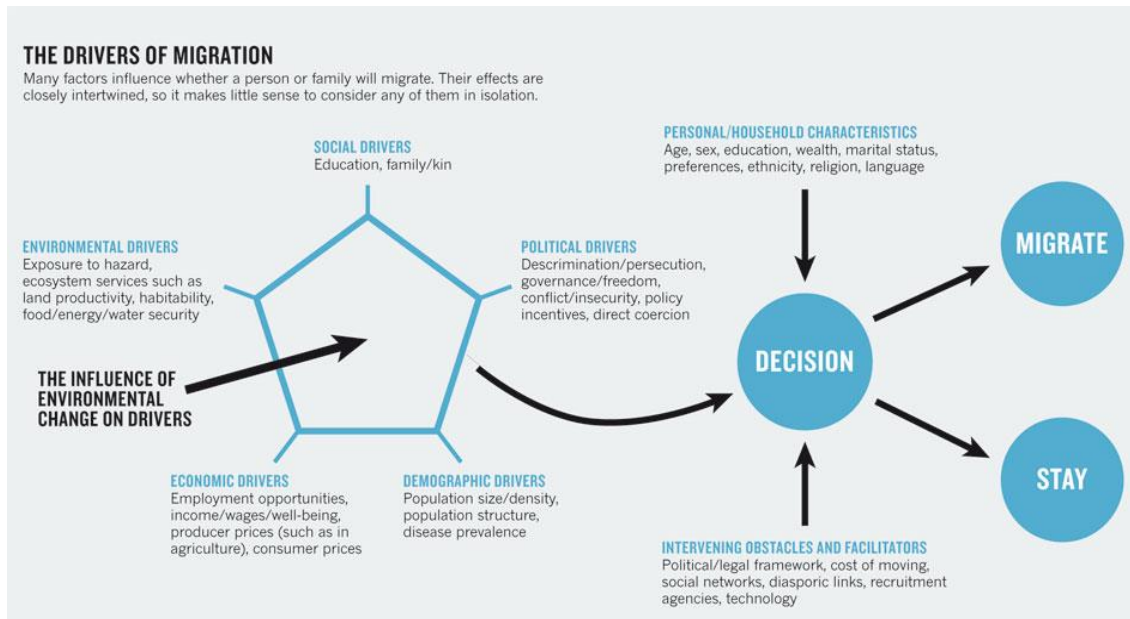 THE DRIVERS OF MIGRATION
Many factors influence whether a person or family will migrate. Their effects are
closely intertwined, so it makes little sense to consider any of them in isolation.
SOCIAL DRIVERS
Education, family/kin
ENVIRONMENTAL DRIVERS
Exposure to hazard,
ecosystem services such as
land productivity, habitability,
food/energy/water security
POLITICAL DRIVERS
Descrimination/persecution,
governance/freedom,
conflict/insecurity, policy
incentives, direct coercion
THE INFLUENCE OF
ENVIRONMENTAL
CHANGE ON DRIVERS
ECONOMIC DRIVERS
Employment opportunities,
income/wages/well-being,
producer prices (such as in
agriculture), consumer prices
DEMOGRAPHIC DRIVERS
Population size/density,
population structure,
disease prevalence
PERSONAL/HOUSEHOLD CHARACTERISTICS
Age, sex, education, wealth, marital status,
preferences, ethnicity, religion, language
DECISION
INTERVENING OBSTACLES AND FACILITATORS
Political/legal framework, cost of moving,
social networks, diasporic links, recruitment
agencies, technology
MIGRATE
STAY